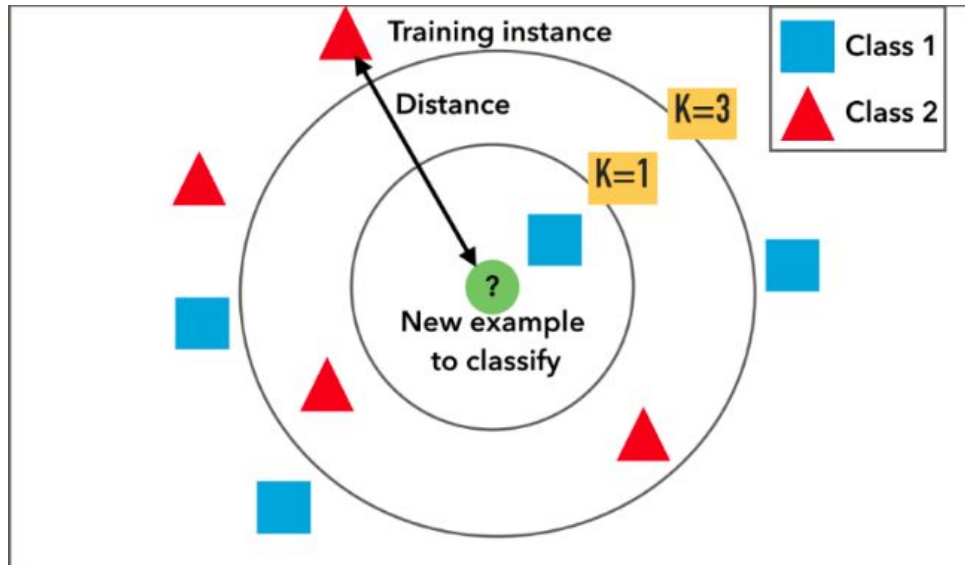 Training instance
Distance
K=3
K=1
Class 1
Class 2
?
New example
to classify